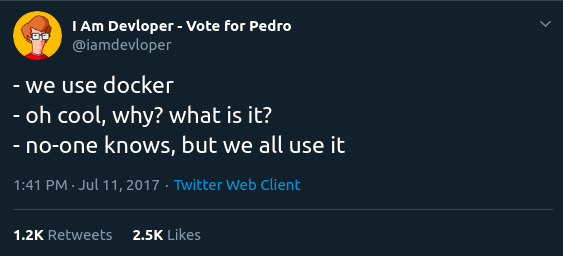 I Am Devloper - Vote for Pedro
@iamdevloper
- we use docker
- oh cool, why? what is it?
- no-one knows, but we all use it
1:41 PM · Jul 11, 2017 · Twitter Web Client
1.2K Retweets 2.5K Likes